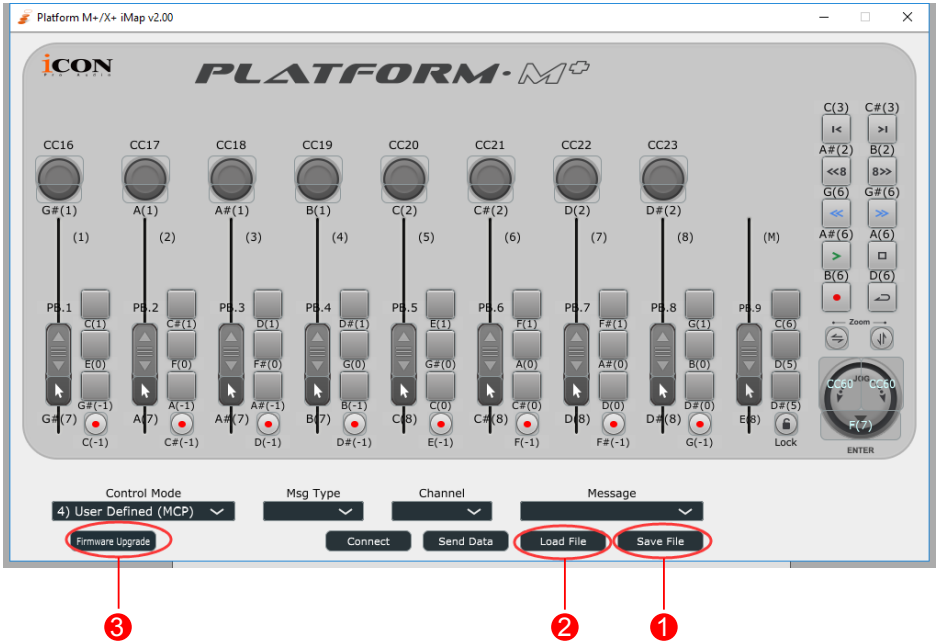 Platform M+/X+ iMap v2.00
iCON
Pro Audio
PLATFORM·M+
C(3) C#(3)
A#(2) B(2)
<<8 8>>
CC16 CC17 CC18 CC19 CC20 CC21 CC22 CC23
G(6) G#(6)
G#(1) A(1) A#(1) B(1) C(2) C#(2) D(2) D#(2)
(1) (2) (3) (4) (5) (6) (7) (8) (M)
A#(6) A(6)
B(6) D(6)
PB.1 PB.2 PB.3 PB.4 PB.5 PB.6 PB.7 PB.8 PB.9
C(1) C#(1) D(1) D#(1) E(1) F(1) F#(1) G(1) C(6)
Zoom
E(0) F(0) F#(0) G(0) G#(0) A(0) A#(0) B(0) D(5)
JOG
CC60 CC60
G#(-1) A(-1) A#(-1) B(-1) C(0) C#(0) D(0) D#(0) D#(5)
G#(7) A(7) A#(7) B(7) C(8) C#(8) D(8) D#(8) E(8)
F(7)
C(-1) C#(-1) D(-1) D#(-1) E(-1) F(-1) F#(-1) G(-1) Lock
ENTER
Control Mode Msg Type Channel Message
4) User Defined (MCP)
Firmware Upgrade Connect Send Data Load File Save File
3 2 1